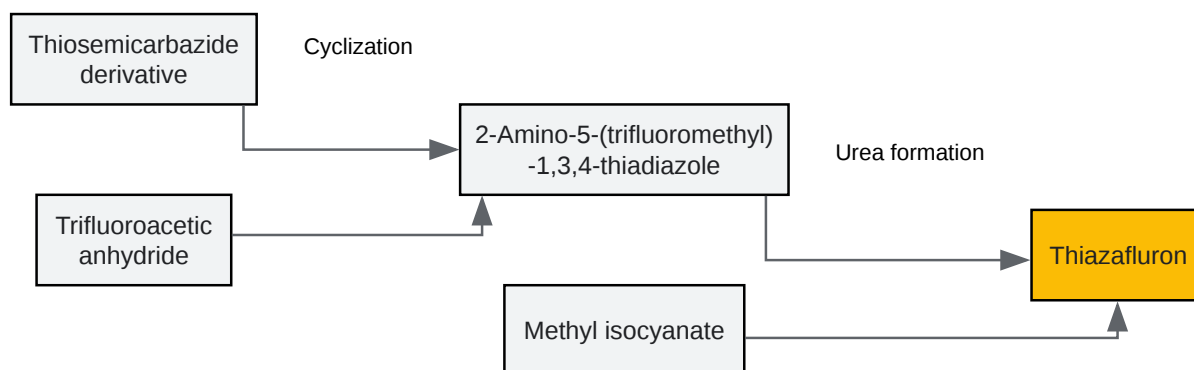 Thiosemicarbazide
derivative
Cyclization
2-Amino-5-(trifluoromethyl)
-1,3,4-thiadiazole
Urea formation
Trifluoroacetic
anhydride
Thiazafluron
Methyl isocyanate